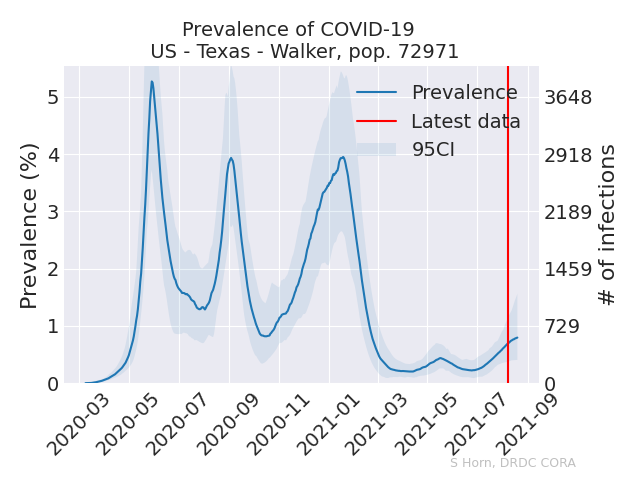 Prevalence of COVID-19
US - Texas - Walker, pop. 72971
Prevalence (%)
5
4
3
2
1
0
Prevalence
Latest data
95CI
3648
2918
2189
1459
729
0
# of infections
2020-03
2020-05
2020-07
2020-09
2020-11
2021-01
2021-03
2021-05
2021-07
2021-09
S Horn, DRDC CORA